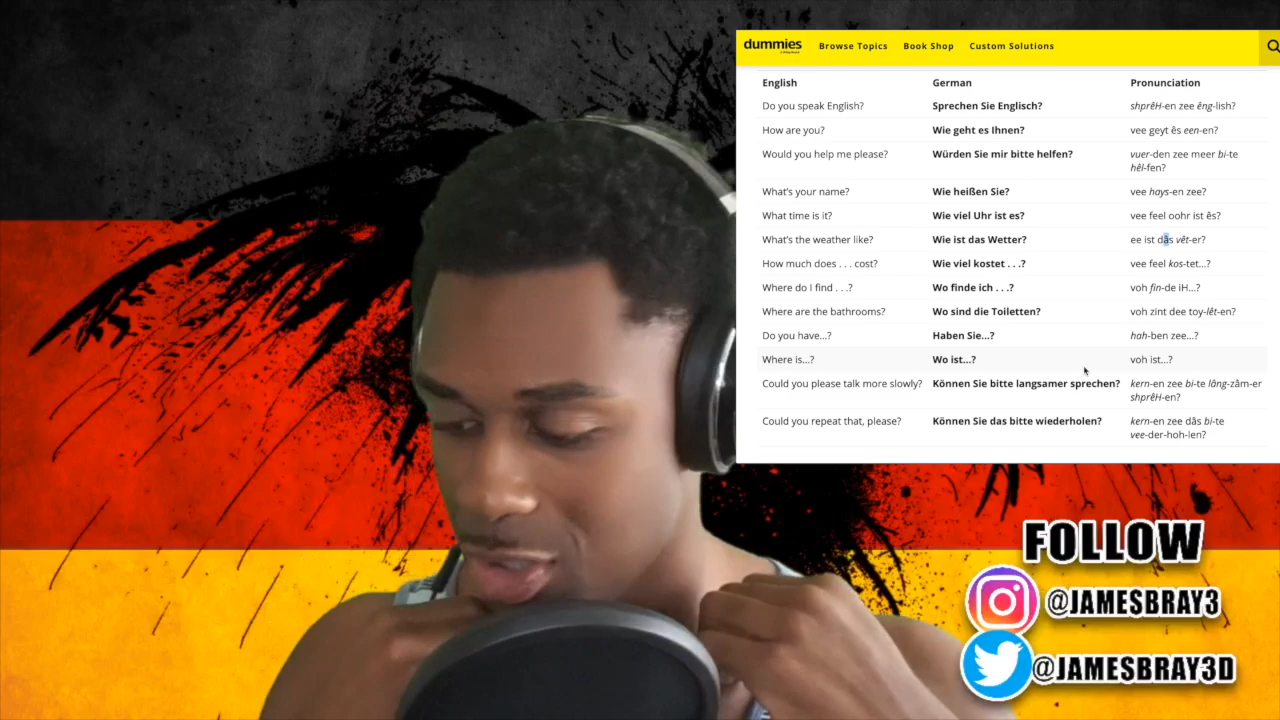 dummies
Browse Topics Book Shop Custom Solutions
English German Pronunciation
Do you speak English? Sprechen Sie Englisch? shprêH-en zee êng-lish?
How are you? Wie geht es Ihnen? vee geyt ês een-en?
Would you help me please? Würden Sie mir bitte helfen? vuer-den zee meer bi-te
hêl-fen?
What's your name? Wie heißen Sie? vee hays-en zee?
What time is it? Wie viel Uhr ist es? vee feel oohr ist ês?
What's the weather like? Wie ist das Wetter? ee ist dâs vêt-er?
How much does . . . cost? Wie viel kostet . . .? vee feel kos-tet...?
Where do I find . . .? Wo finde ich . . .? voh fin-de iH...?
Where are the bathrooms? Wo sind die Toiletten? voh zint dee toy-lêt-en?
Do you have...? Haben Sie...? hah-ben zee...?
Where is...? Wo ist...? voh ist...?
Could you please talk more slowly? Können Sie bitte langsamer sprechen? kern-en zee bi-te lâng-zâm-er
shprêH-en?
Could you repeat that, please? Können Sie das bitte wiederholen? kern-en zee dâs bi-te
vee-der-hoh-len?
FOLLOW
@JAMESBRAY3
@JAMESBRAY3D